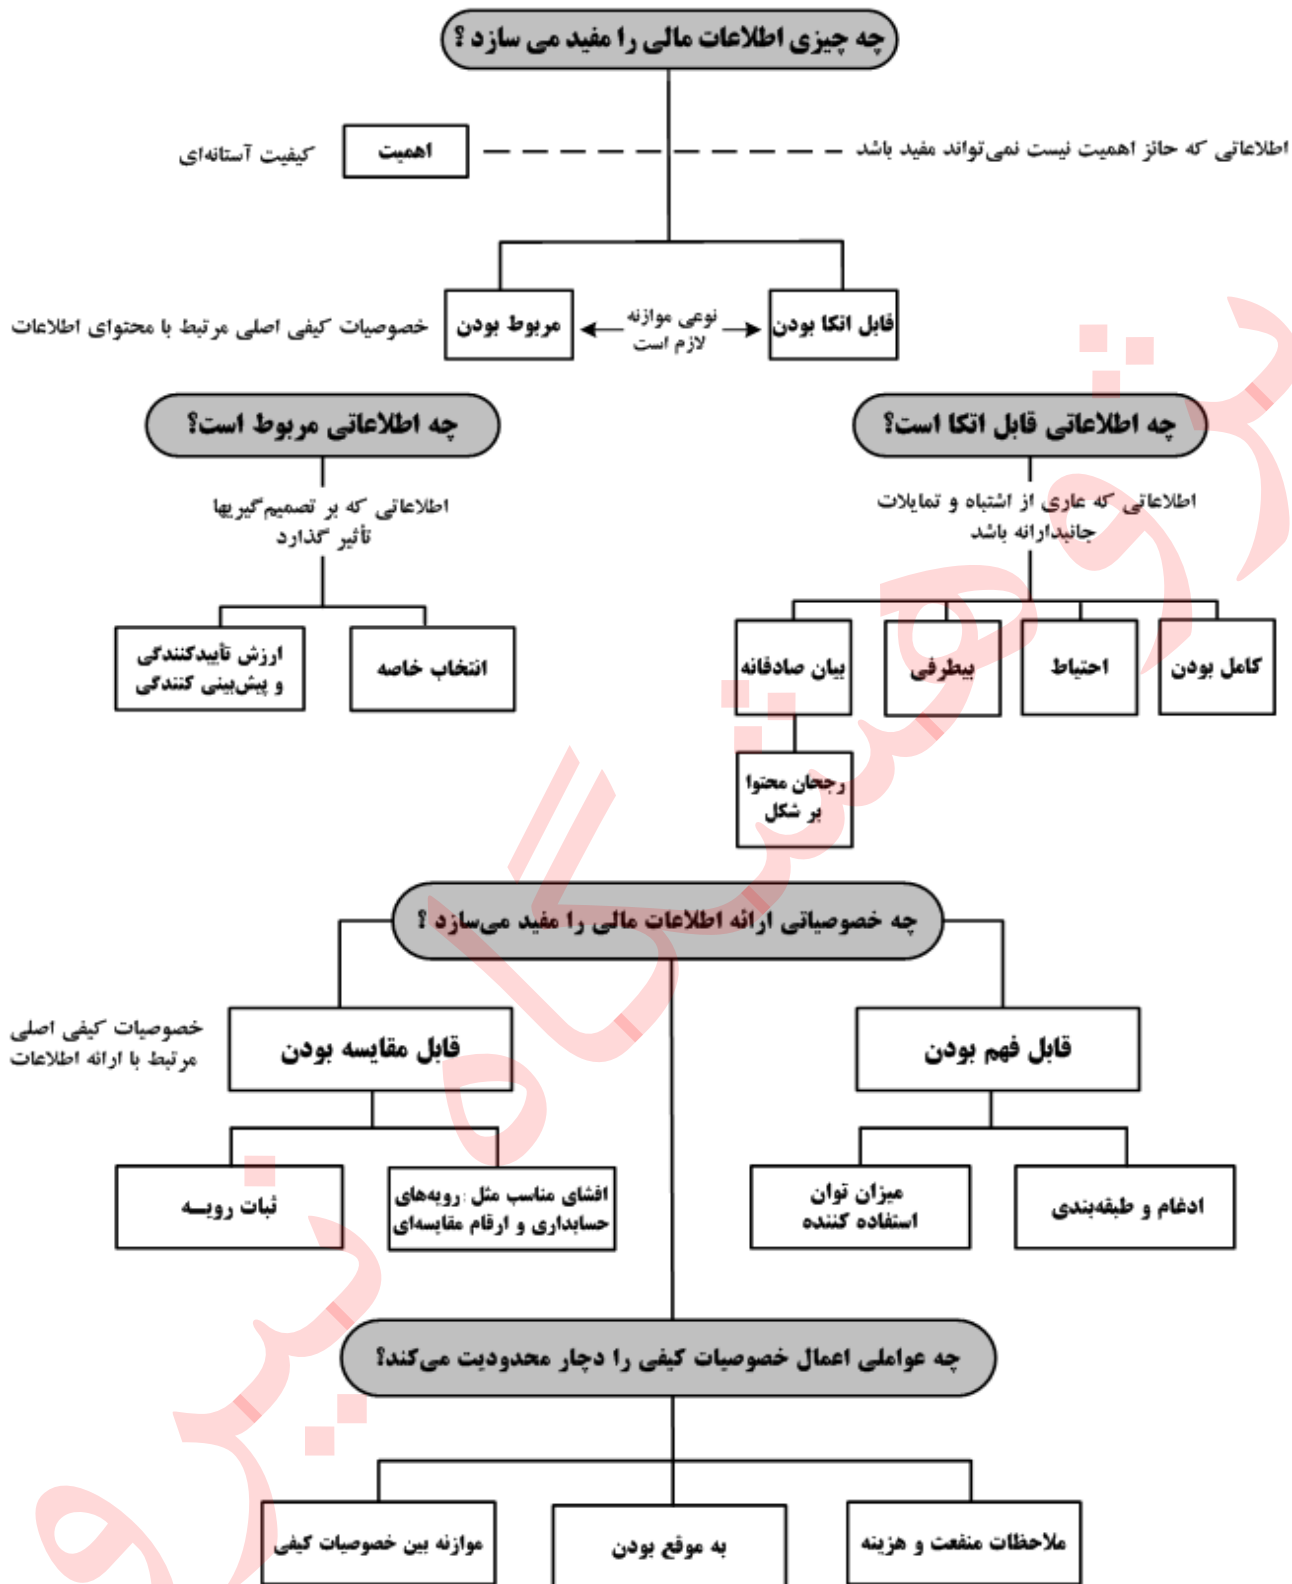 چه چیزی اطلاعات مالی را مفید می سازد ؟
اطلاعاتی که حائز اهمیت نیست نمی‌تواند مفید باشد
اهمیت
کیفیت آستانه‌ای
قابل اتکا بودن
نوعی موازنه
لازم است
مربوط بودن
خصوصیات کیفی اصلی مرتبط با محتوای اطلاعات
چه اطلاعاتی قابل اتکا است؟
اطلاعاتی که عاری از اشتباه و تمایلات
جانبدارانه باشد
کامل بودن
احتیاط
بیطرفی
بیان صادقانه
رجحان محتوا
بر شکل
چه اطلاعاتی مربوط است؟
اطلاعاتی که بر تصمیم‌گیریها
تأثیر گذارد
انتخاب خاصه
ارزش تأییدکنندگی
و پیش‌بینی کنندگی
چه خصوصیاتی ارائه اطلاعات مالی را مفید می‌سازد ؟
قابل فهم بودن
قابل مقایسه بودن
خصوصیات کیفی اصلی
مرتبط با ارائه اطلاعات
ادغام و طبقه‌بندی
میزان توان
استفاده کننده
افشای مناسب مثل : رویه‌های
حسابداری و ارقام مقایسه‌ای
ثبات رویــه
چه عواملی اعمال خصوصیات کیفی را دچار محدودیت می‌کند؟
ملاحظات منفعت و هزینه
به موقع بودن
موازنه بین خصوصیات کیفی